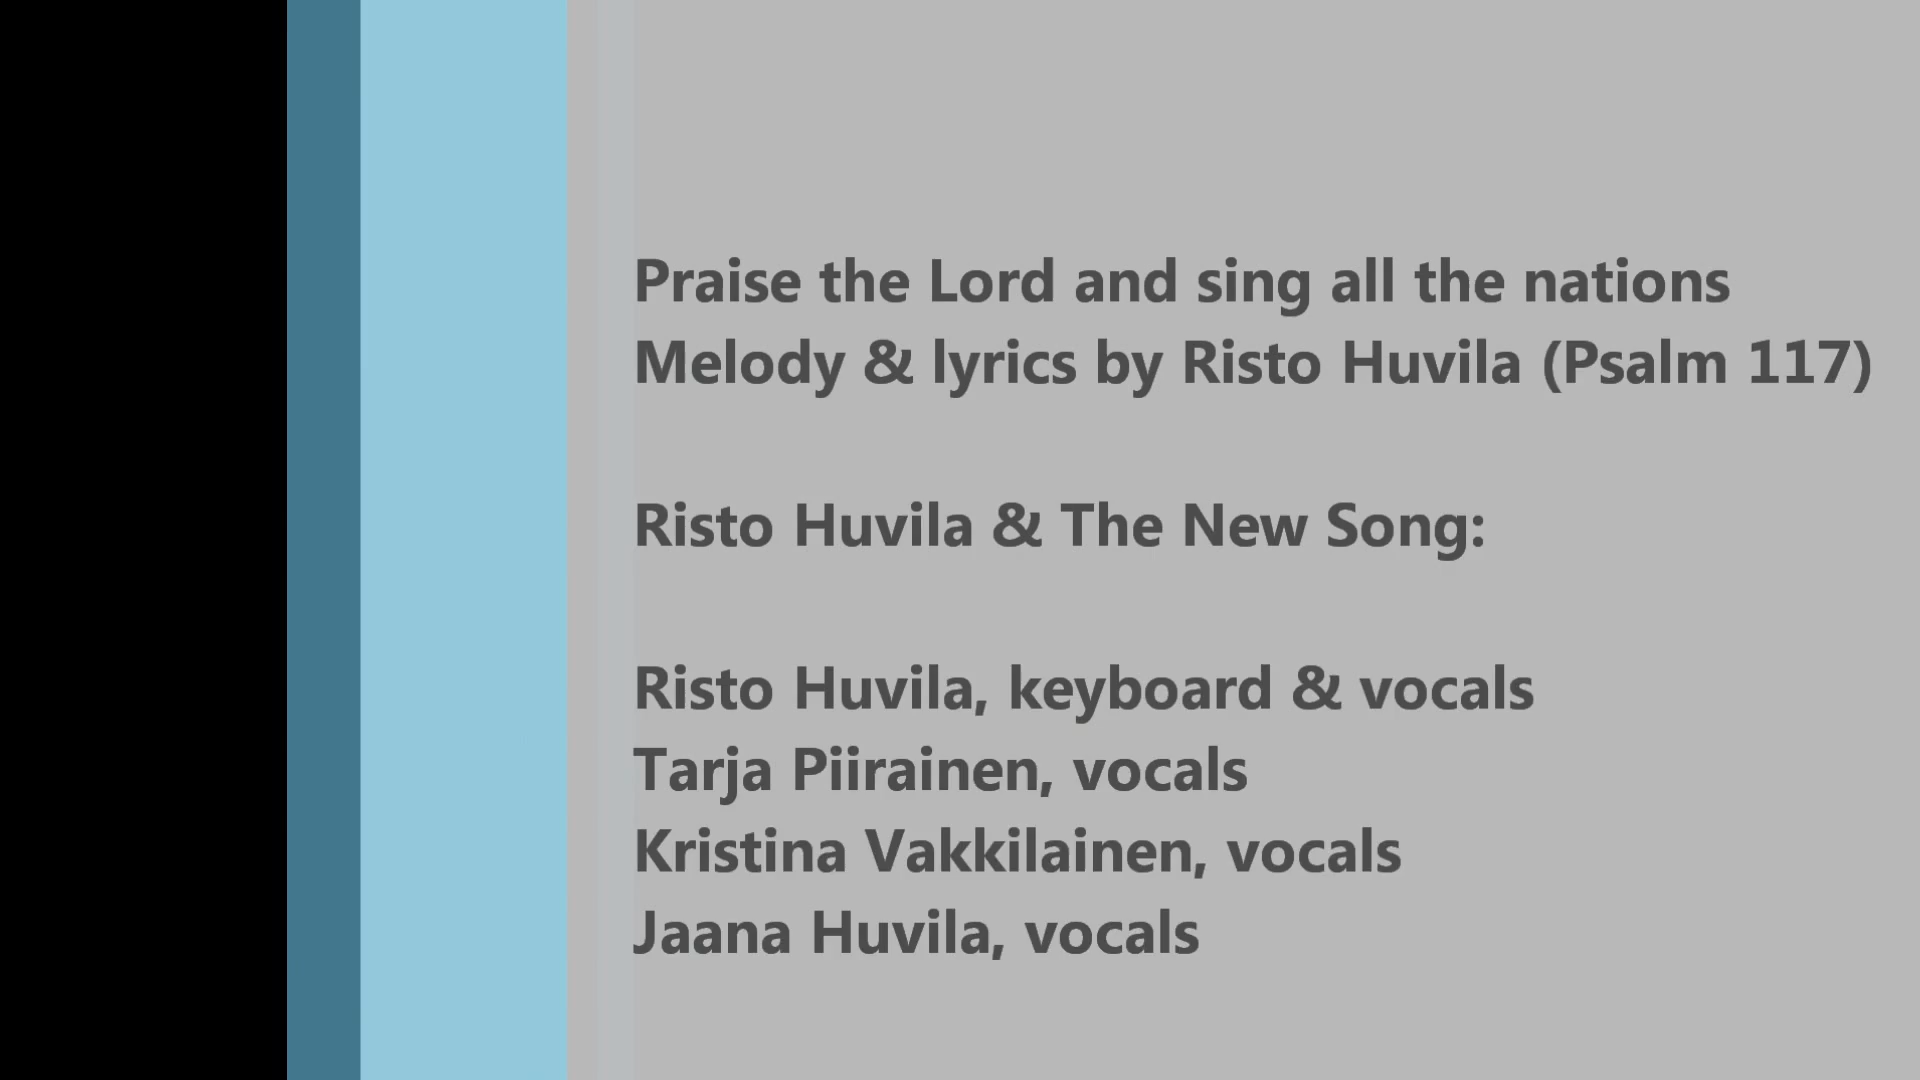 Praise the Lord and sing all the nations
Melody & lyrics by Risto Huvila (Psalm 117)
Risto Huvila & The New Song:
Risto Huvila, keyboard & vocals
Tarja Piirainen, vocals
Kristina Vakkilainen, vocals
Jaana Huvila, vocals